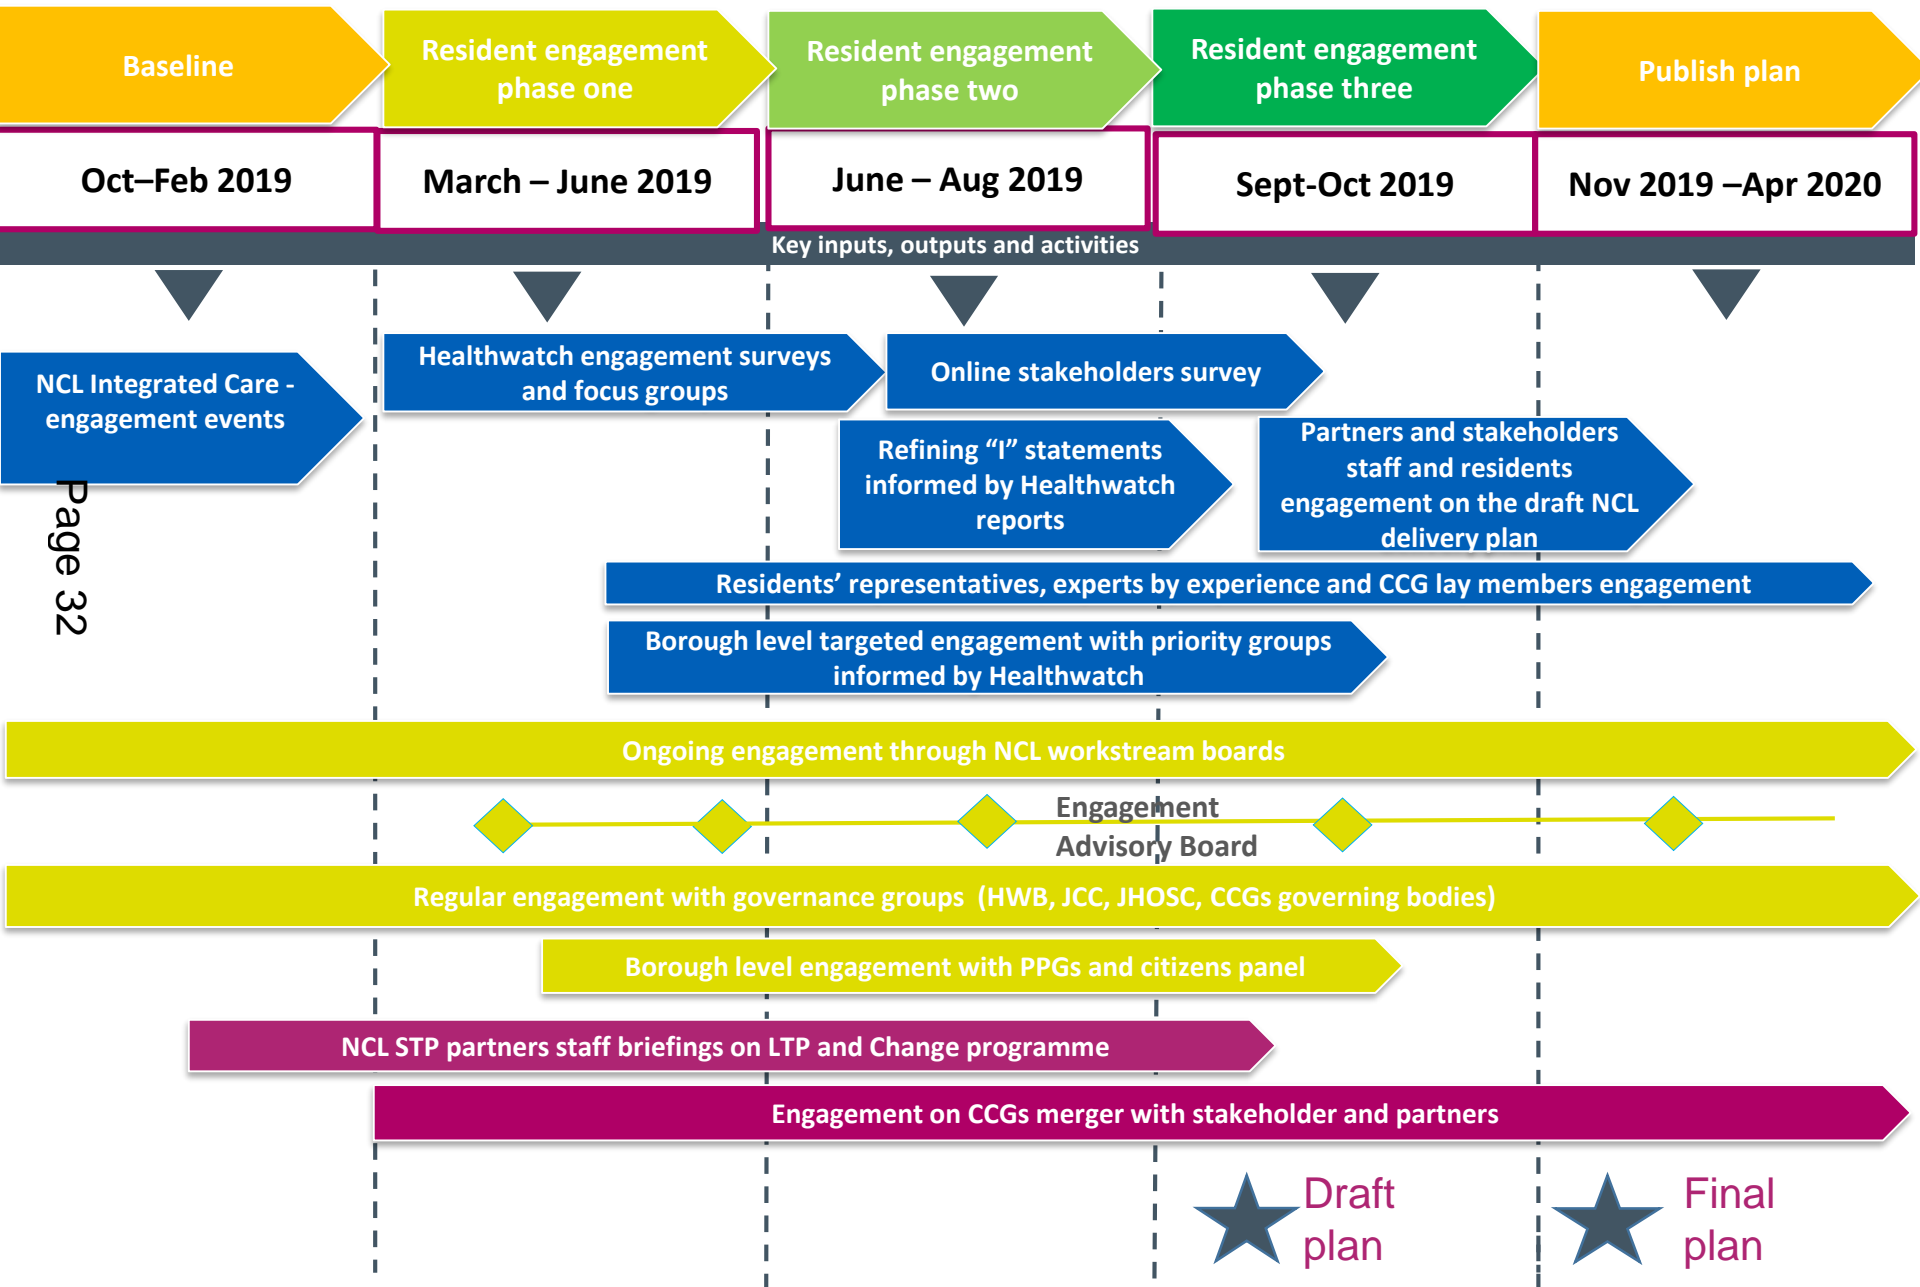 Baseline
Resident engagement
phase one
Resident engagement
phase two
Resident engagement
phase three
Publish plan
Oct–Feb 2019
March – June 2019
June – Aug 2019
Sept-Oct 2019
Nov 2019 –Apr 2020
Key inputs, outputs and activities
NCL Integrated Care -
engagement events
Healthwatch engagement surveys
and focus groups
Online stakeholders survey
Refining “I” statements
informed by Healthwatch
reports
Partners and stakeholders
staff and residents
engagement on the draft NCL
delivery plan
Page 32
Residents’ representatives, experts by experience and CCG lay members engagement
Borough level targeted engagement with priority groups
informed by Healthwatch
Ongoing engagement through NCL workstream boards
Engagement
Advisory Board
Regular engagement with governance groups (HWB, JCC, JHOSC, CCGs governing bodies)
Borough level engagement with PPGs and citizens panel
NCL STP partners staff briefings on LTP and Change programme
Engagement on CCGs merger with stakeholder and partners
Draft
plan
Final
plan